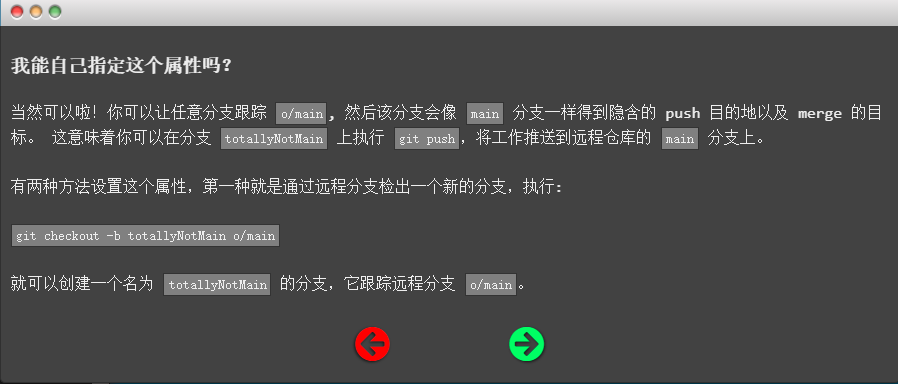 我能自己指定这个属性吗?
当然可以啦! 你可以让任意分支跟踪 o/main, 然后该分支会像 main 分支一样得到隐含的 push 目的地以及 merge 的目
标。 这意味着你可以在分支 totallyNotMain 上执行 git push,将工作推送到远程仓库的 main 分支上。
有两种方法设置这个属性,第一种就是通过远程分支检出一个新的分支,执行:
git checkout -b totallyNotMain o/main
就可以创建一个名为 totallyNotMain 的分支,它跟踪远程分支 o/main。